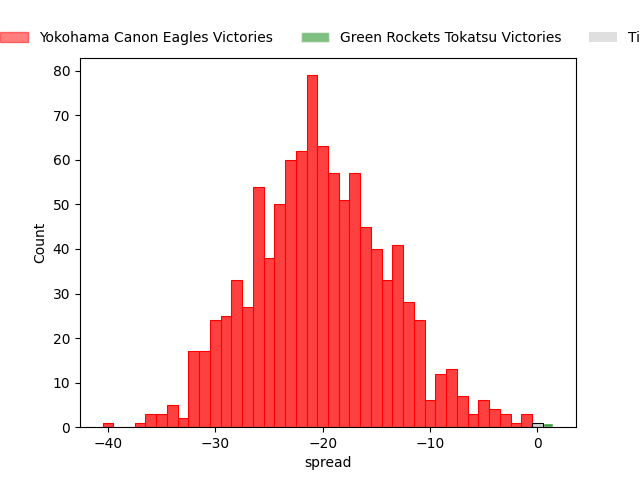 Yokohama Canon Eagles Victories Green Rockets Tokatsu Victories Ti
80
70
60
50
40
30
20
10
0
Count
−40 −30 −20 −10 0
spread